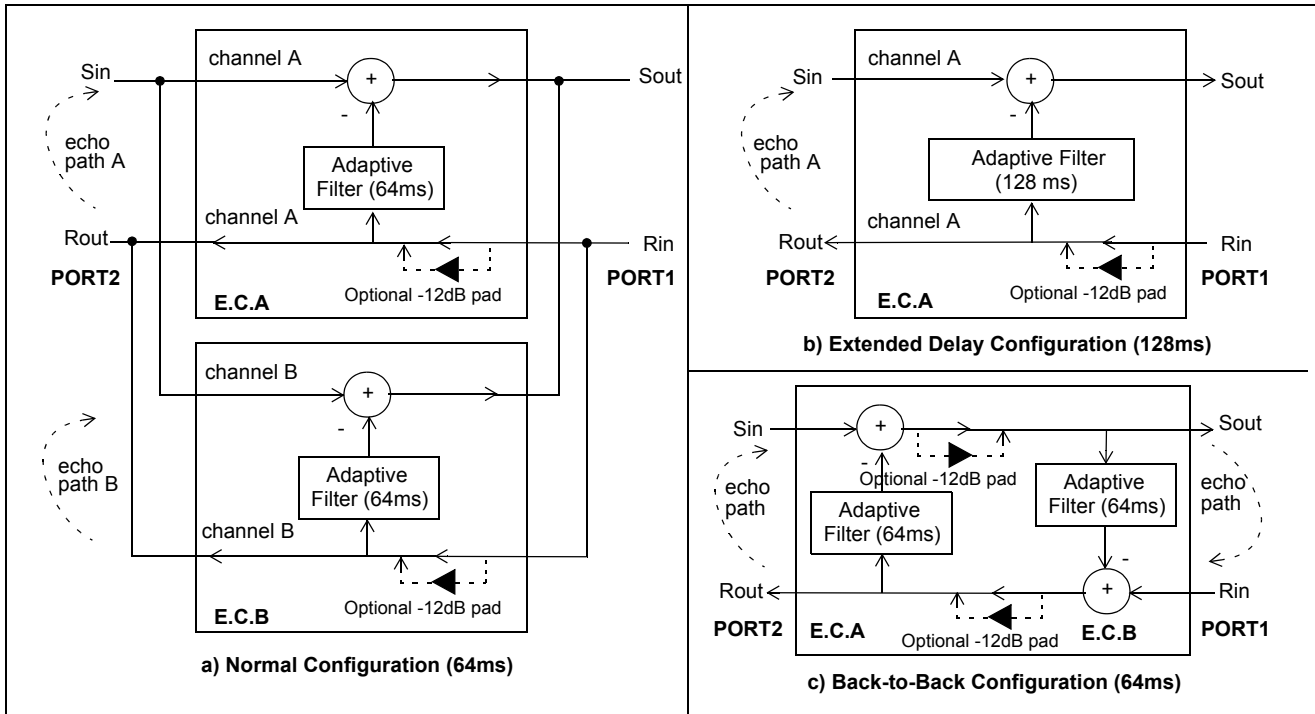 channel A
Sin
+
Sout
-
echo
path A
Adaptive
Filter (64ms)
channel A
Rout
Rin
PORT2
PORT1
Optional -12dB pad
E.C.A
channel B
+
-
echo
path B
Adaptive
Filter (64ms)
channel B
Optional -12dB pad
E.C.B
a) Normal Configuration (64ms)
channel A
Sin
+
Sout
-
echo
path A
Adaptive Filter
(128 ms)
channel A
Rout
Rin
PORT2
PORT1
Optional -12dB pad
E.C.A
b) Extended Delay Configuration (128ms)
Sin
+
Sout
-
Optional -12dB pad
echo
path
Adaptive
Filter (64ms)
Adaptive
Filter (64ms)
echo
path
-
Rout
+
Rin
PORT2
E.C.A
Optional -12dB pad
E.C.B
PORT1
c) Back-to-Back Configuration (64ms)